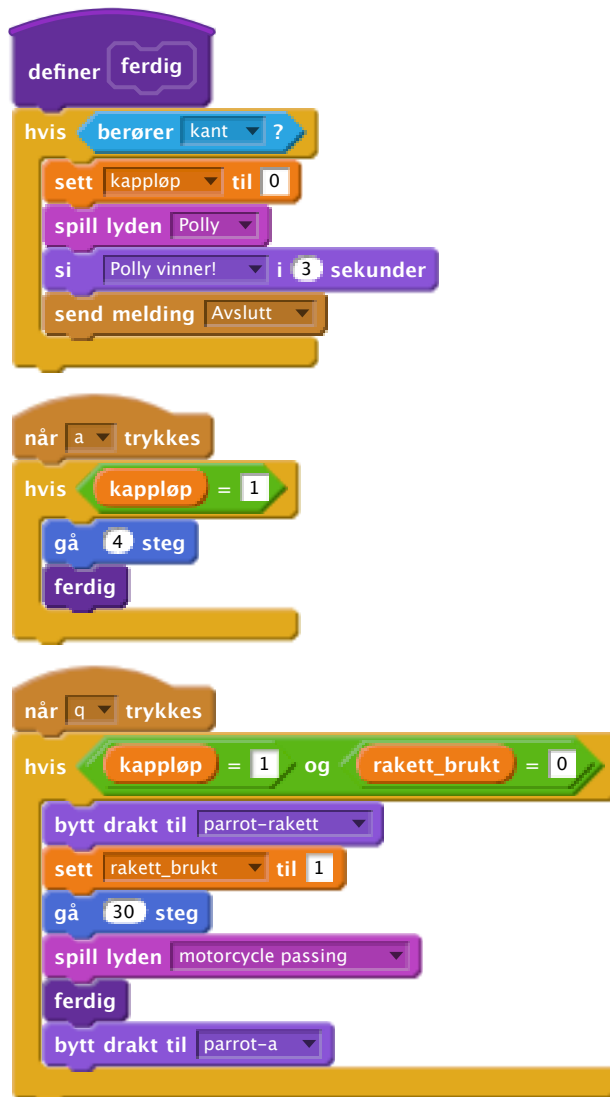 definer ferdig
hvis berører kant ?
sett kappløp til 0
spill lyden Polly
si Polly vinner! i 3 sekunder
send melding Avslutt
når a trykkes
hvis kappløp = 1
gå 4 steg
ferdig
når q trykkes
hvis kappløp = 1 og rakett_brukt = 0
bytt drakt til parrot-rakett
sett rakett_brukt til 1
gå 30 steg
spill lyden motorcycle passing
ferdig
bytt drakt til parrot-a